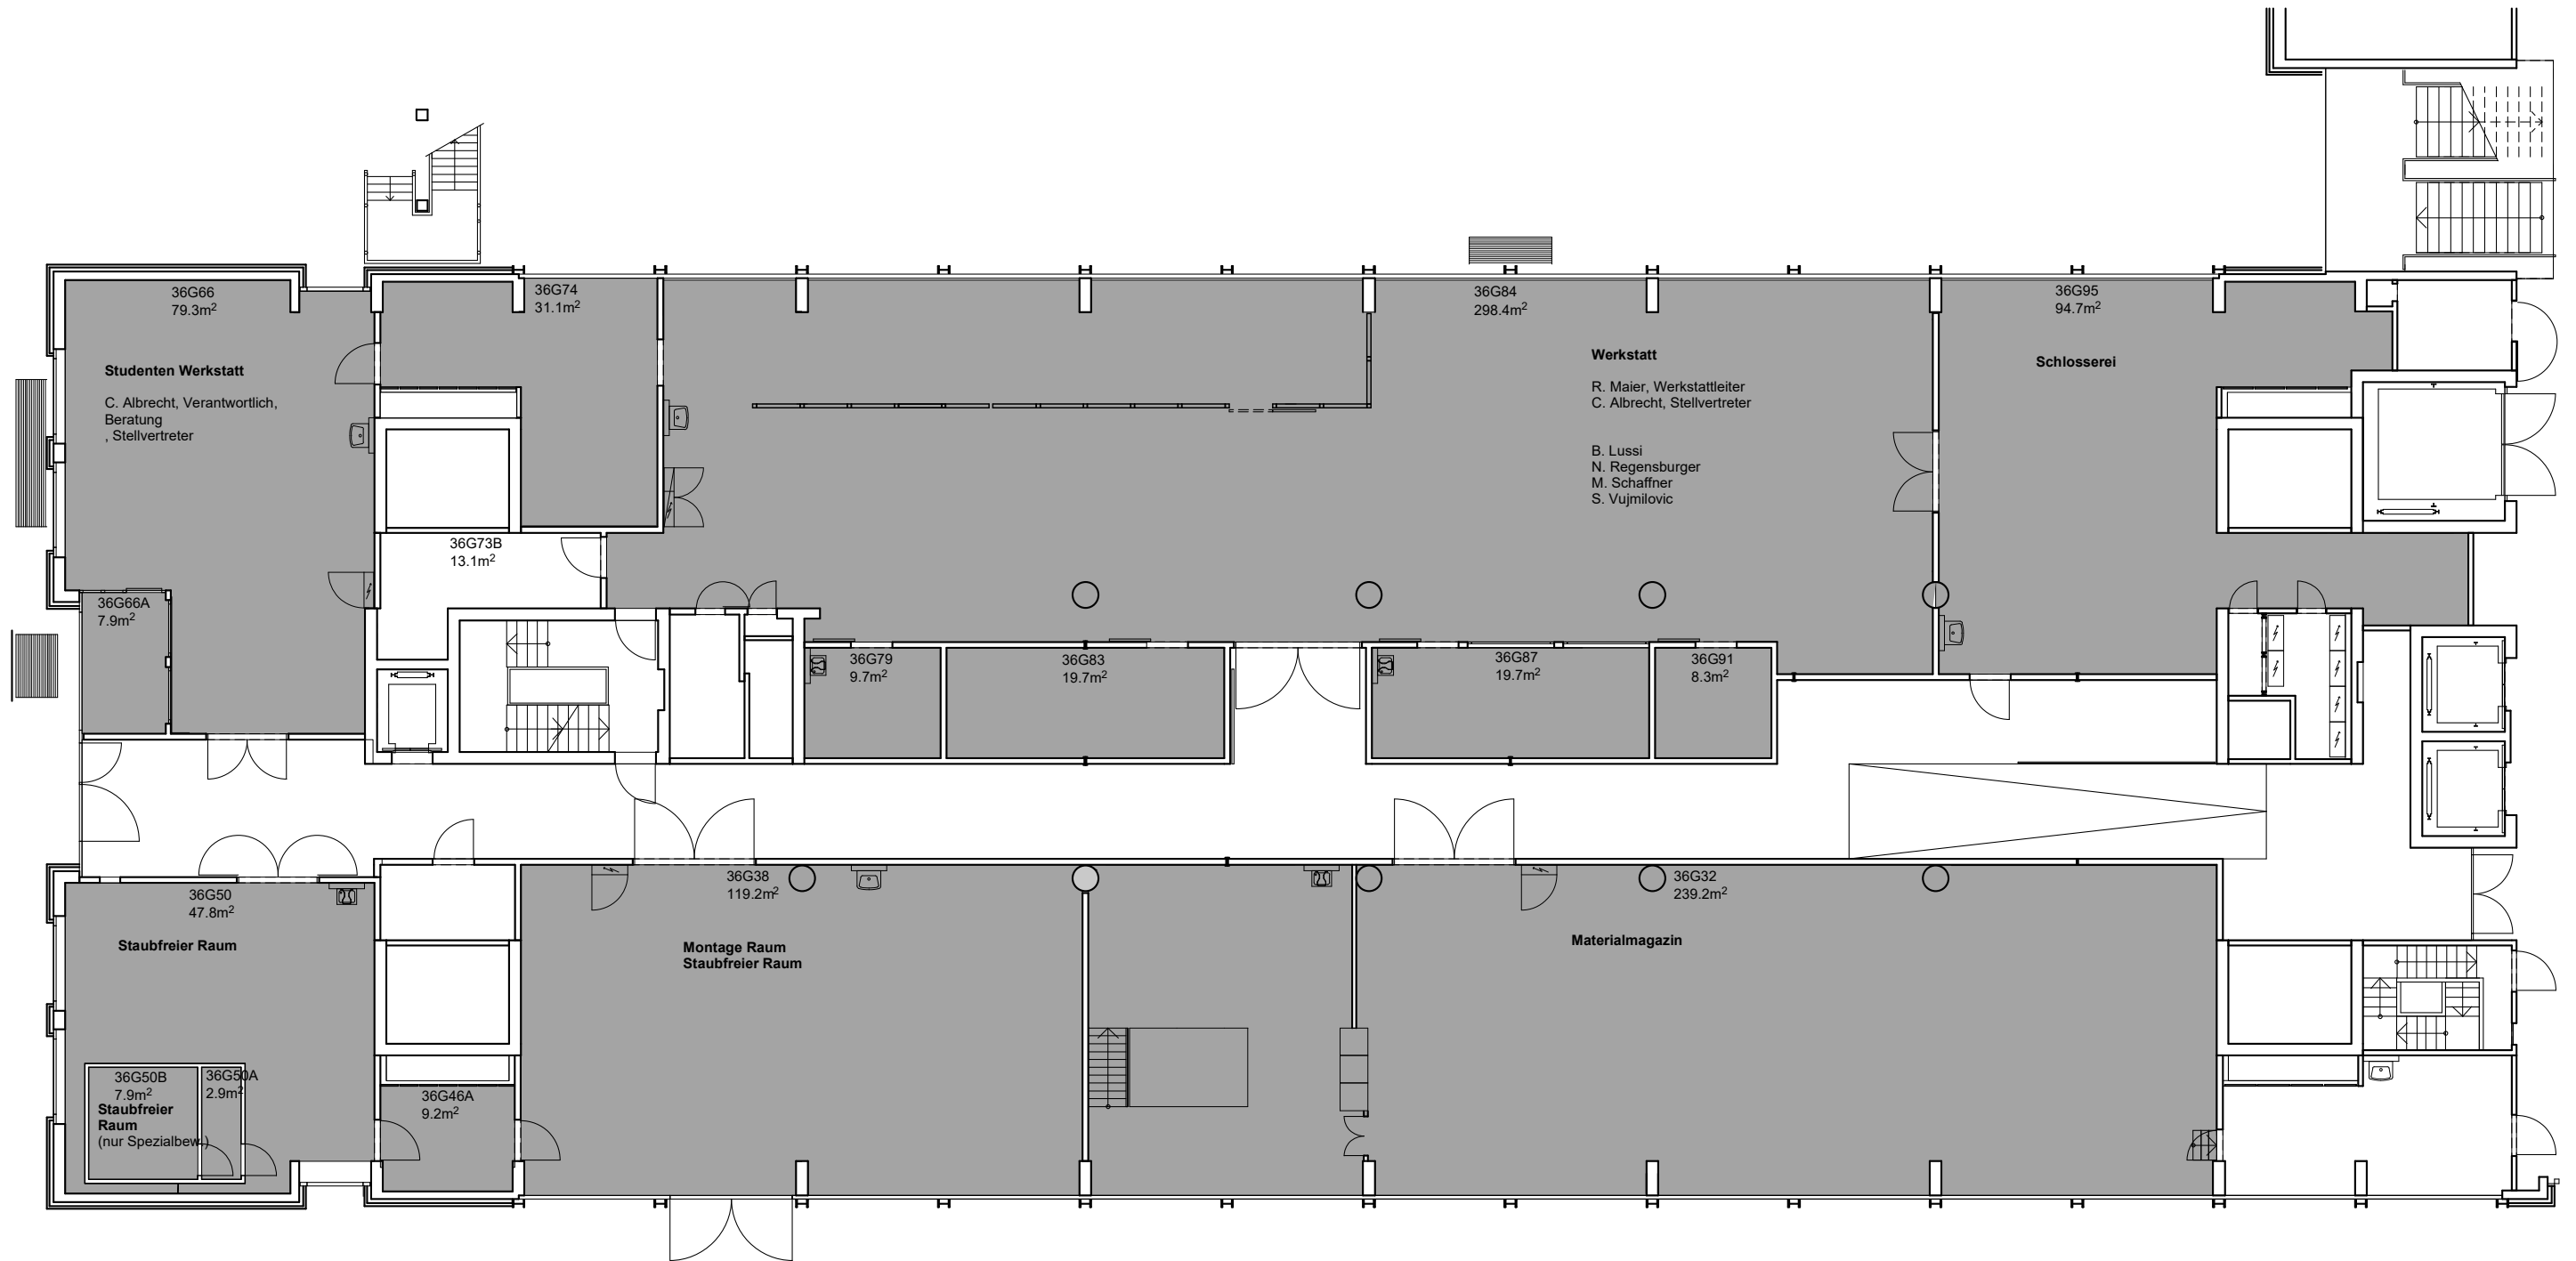 36G66
79.3m²
Studenten Werkstatt
C. Albrecht, Verantwortlich,
Beratung
, Stellvertreter
36G74
31.1m²
36G84
298.4m²
Werkstatt
R. Maier, Werkstattleiter
C. Albrecht, Stellvertreter
B. Lussi
N. Regensburger
M. Schaffner
S. Vujmilovic
36G95
94.7m²
Schlosserei
36G73B
13.1m²
36G66A
7.9m²
36G79
9.7m²
36G83
19.7m²
36G87
19.7m²
36G91
8.3m²
36G50
47.8m²
Staubfreier Raum
36G38
119.2m²
Montage Raum
Staubfreier Raum
36G32
239.2m²
Materialmagazin
36G50B
7.9m²
Staubfreier
Raum
(nur Spezialbew.)
36G50A
2.9m²
36G46A
9.2m²